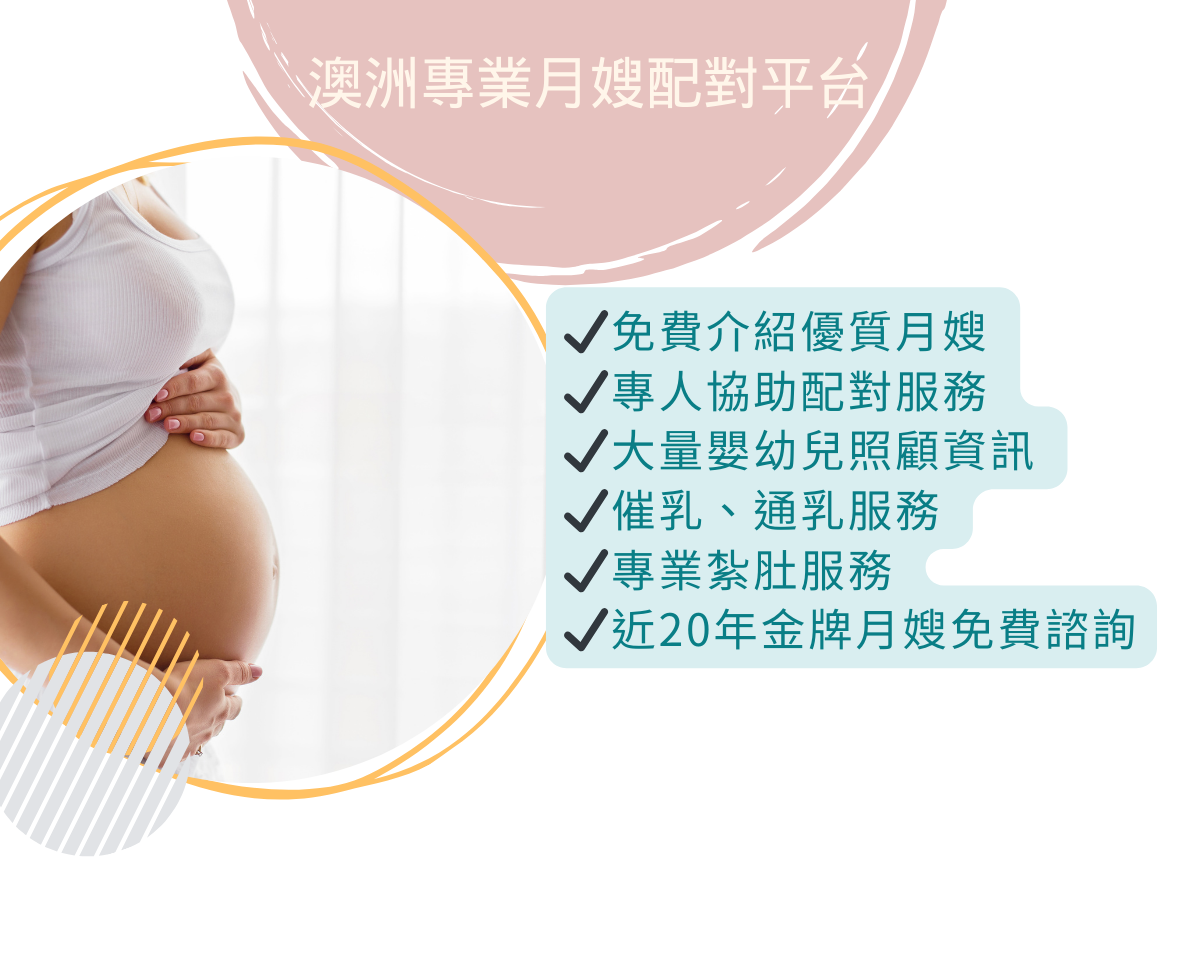 澳洲專業月嫂配對平台
✔免費介紹優質月嫂
✔專人協助配對服務
✔大量嬰幼兒照顧資訊
✔催乳、通乳服務
✔專業紮肚服務
✔近20年金牌月嫂免費諮詢